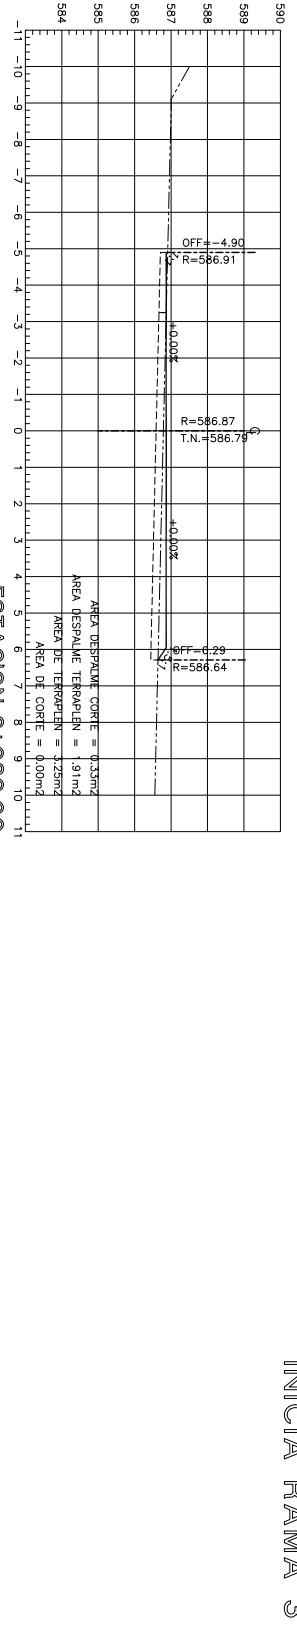 584 585 586 587 588 589 590
-11 -10 -9 -8 -7 -6 -5 -4 -3 -2 -1 0 1 2 3 4 5 6 7 8 9 10 11
OFF=-4.90
R=586.91
+0.00%
R=586.87
T.N.=586.79
+0.00%
OFF=6.29
R=586.64
AREA DESPALME CORTE = 0.33m2
AREA DESPALME TERRAPLEN = 1.91m2
AREA DE TERRAPLEN = 3.25m2
AREA DE CORTE = 0.00m2
INICIA RAMA 5